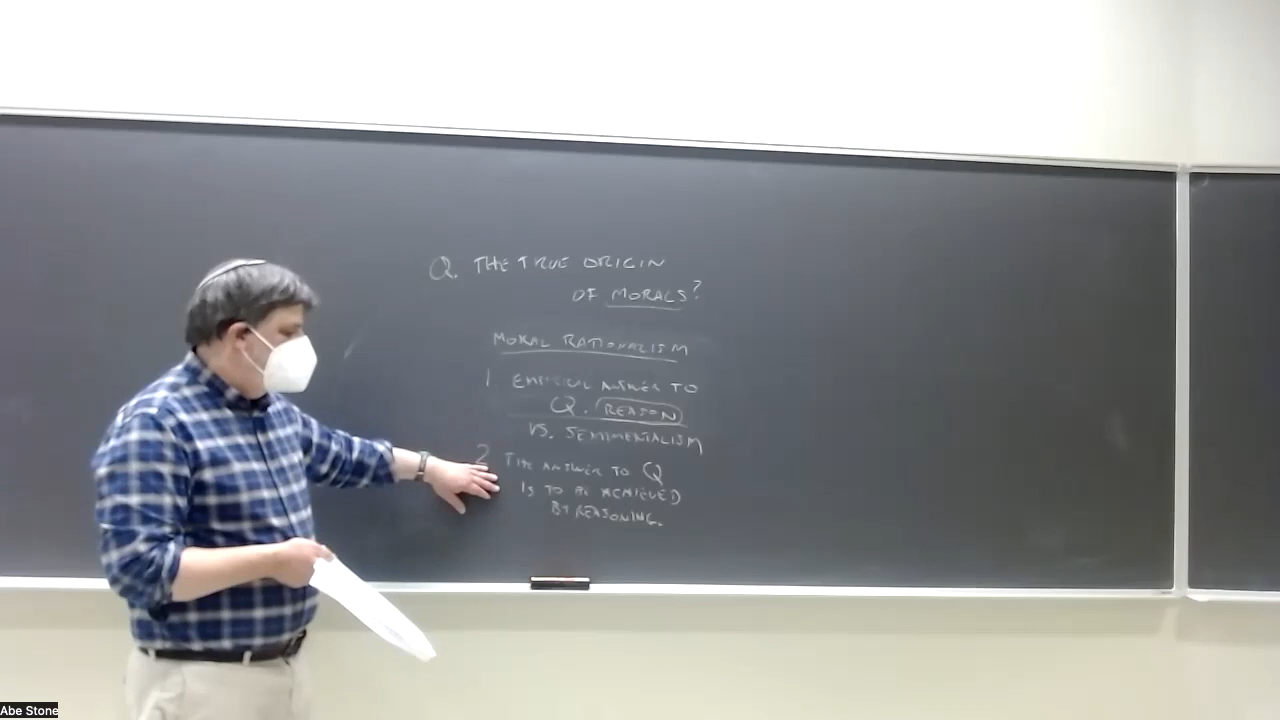 Q. THE TRUE ORIGIN
OF MORALS?
MORAL RATIONALISM
1 EMPIRICAL ANSWER TO
Q. REASON
VS. SENTIMENTALISM
2 THE ANSWER TO Q
IS TO BE ACHIEVED
BY REASONING.
Abe Stone